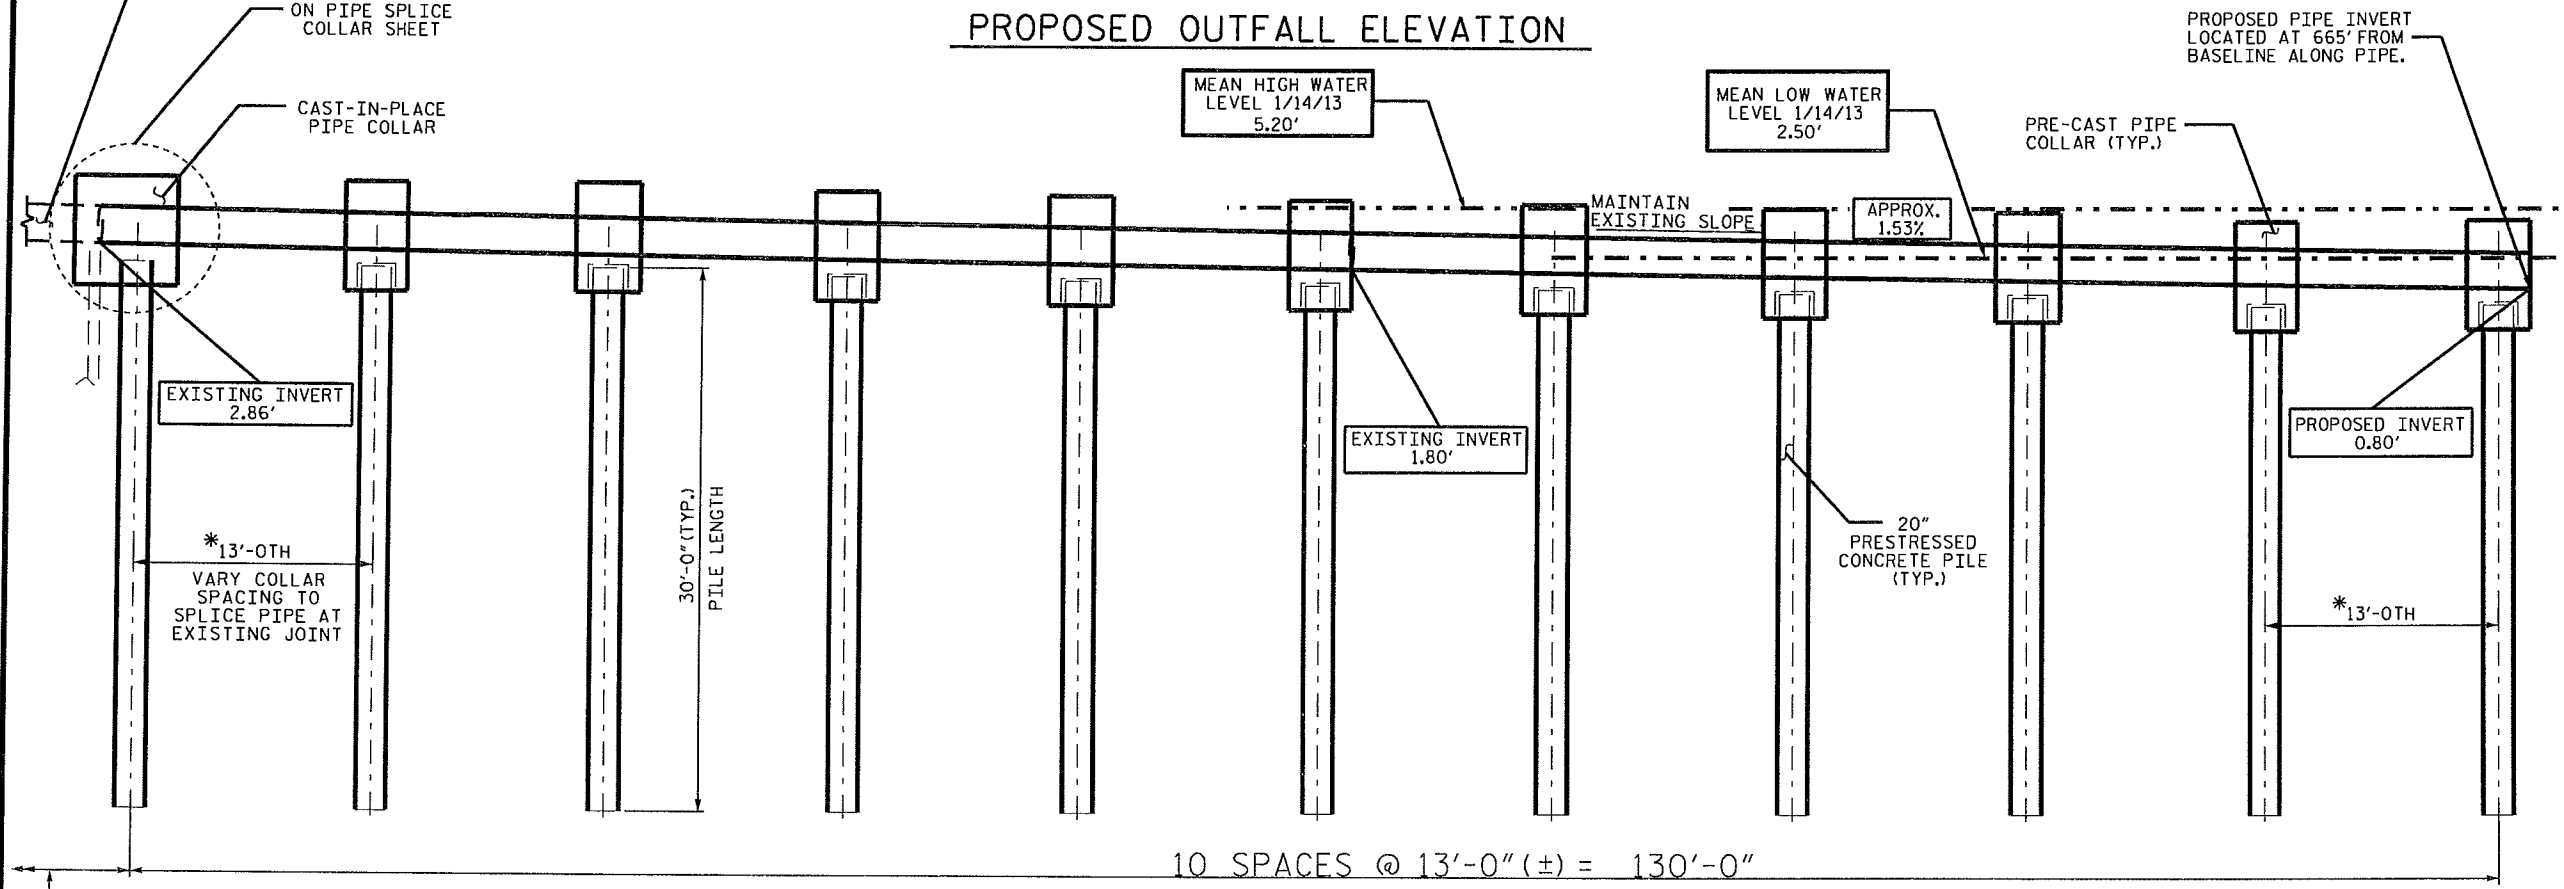 ON PIPE SPLICE
COLLAR SHEET
PROPOSED OUTFALL ELEVATION
PROPOSED PIPE INVERT
LOCATED AT 665' FROM
BASELINE ALONG PIPE.
CAST-IN-PLACE
PIPE COLLAR
MEAN HIGH WATER
LEVEL 1/14/13
5.20'
MEAN LOW WATER
LEVEL 1/14/13
2.50'
PRE-CAST PIPE
COLLAR (TYP.)
MAINTAIN
EXISTING SLOPE
APPROX.
1.53%
EXISTING INVERT
2.86'
EXISTING INVERT
1.80'
PROPOSED INVERT
0.80'
*13'-0TH
VARY COLLAR
SPACING TO
SPLICE PIPE AT
EXISTING JOINT
30'-0" (TYP.)
PILE LENGTH
20"
PRESTRESSED
CONCRETE PILE
(TYP.)
*13'-0TH
10 SPACES @ 13'-0" (±) = 130'-0"